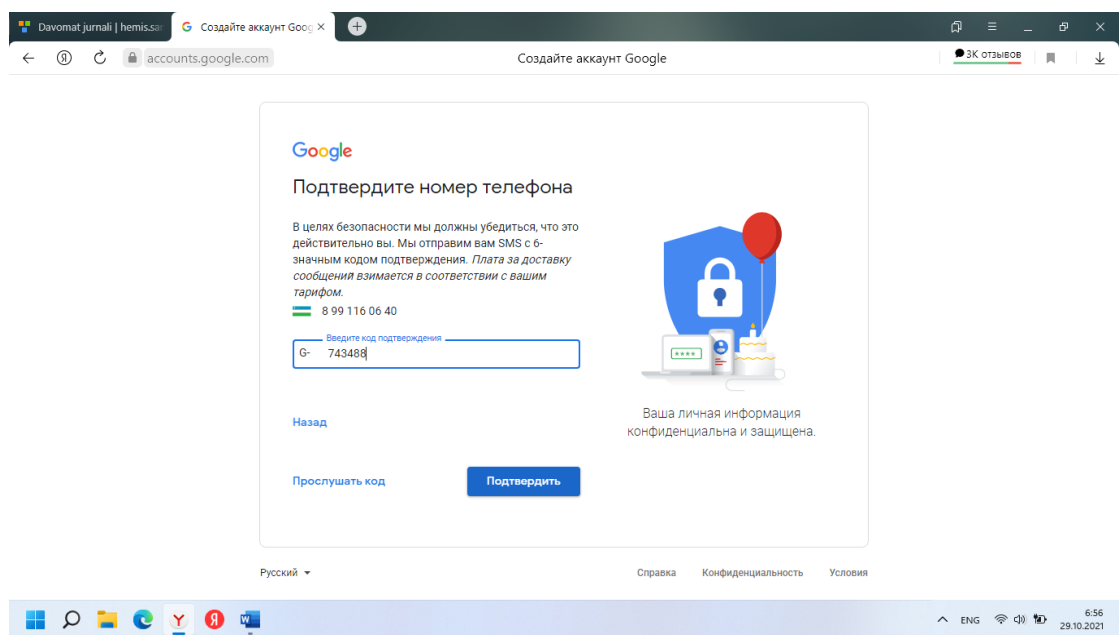 Davomat jurnali | hemis.sar
G Создайте аккаунт Goog
accounts.google.com
Создайте аккаунт Google
3K отзывов
Google
Подтвердите номер телефона
В целях безопасности мы должны убедиться, что это
действительно вы. Мы отправим вам SMS с 6-
значным кодом подтверждения. Плата за доставку
сообщений взимается в соответствии с вашим
тарифом.
8 99 116 06 40
Введите код подтверждения
G- 743488
Назад
Прослушать код
Подтвердить
****
Ваша личная информация
конфиденциальна и защищена.
Русский
Справка Конфиденциальность Условия
ENG
6:56
29.10.2021